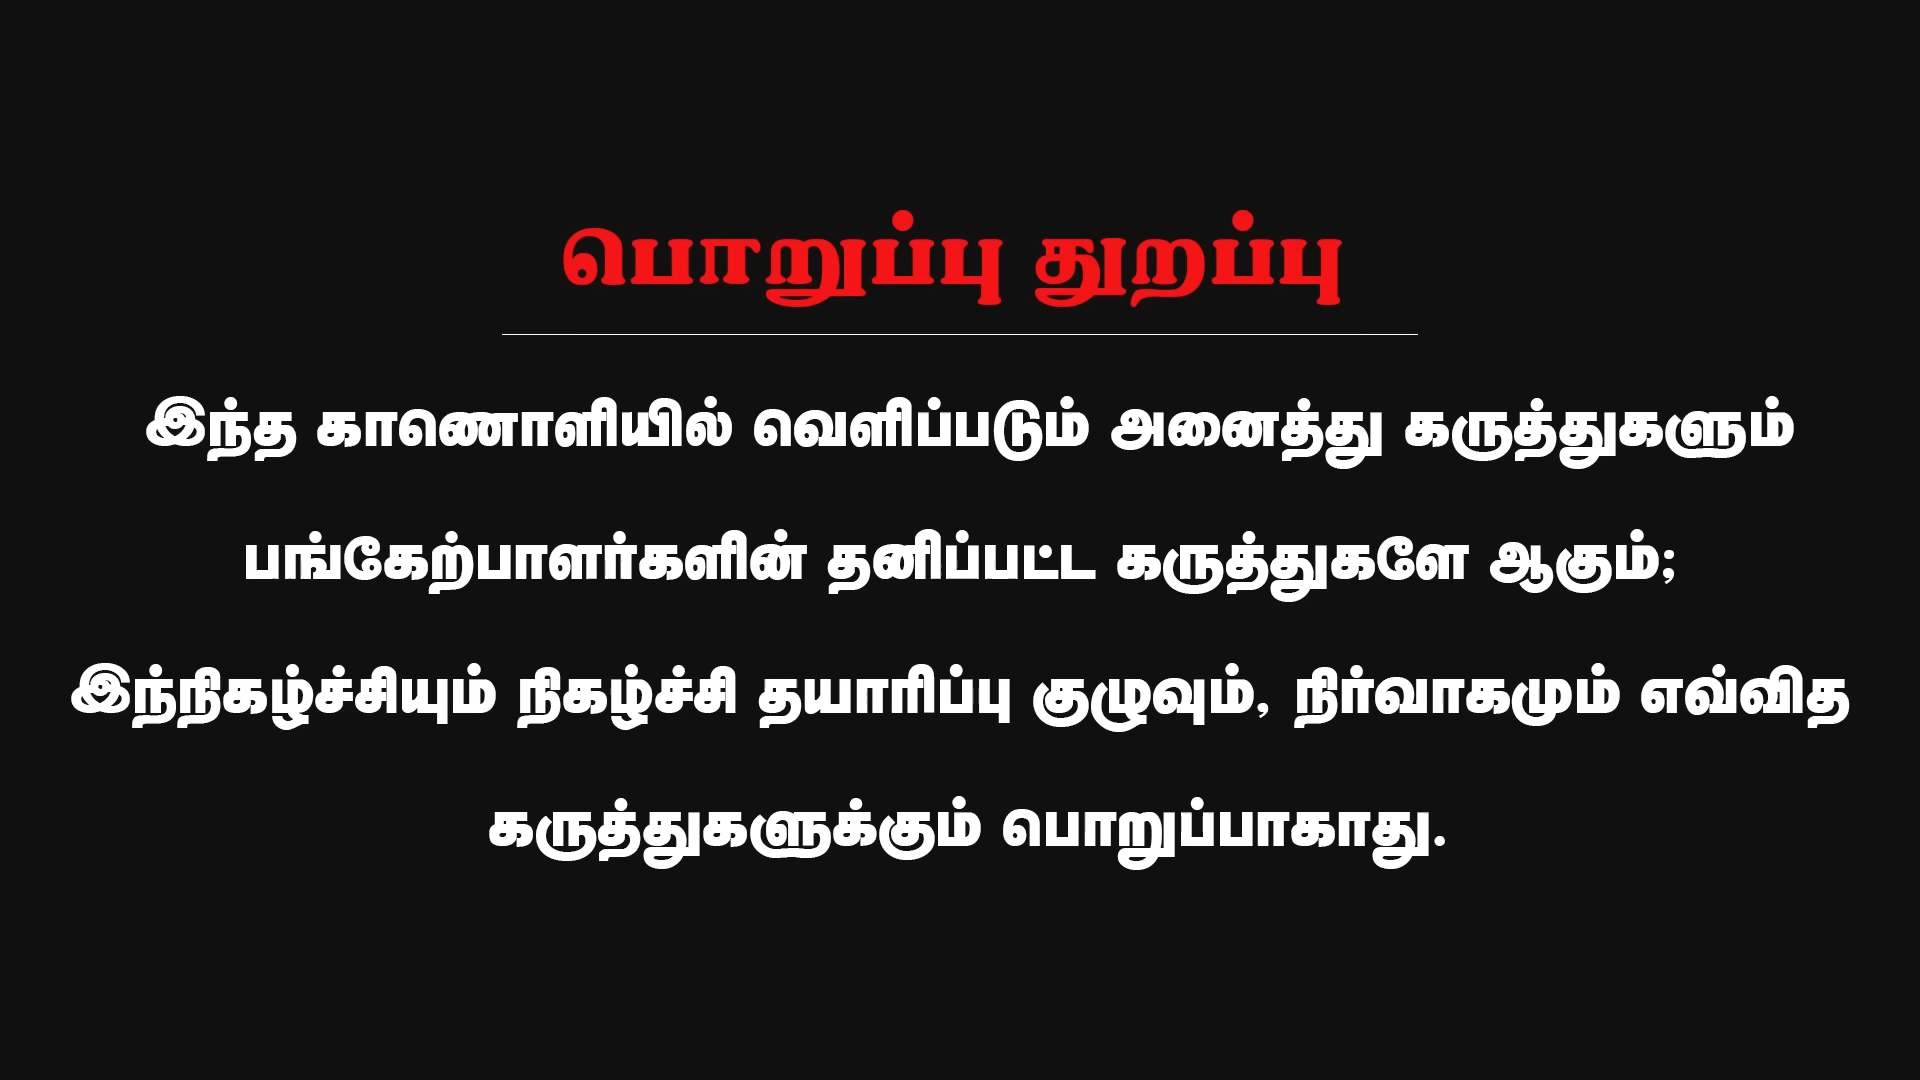 பொறுப்பு துறப்பு
இந்த காணொளியில் வெளிப்படும் அனைத்து கருத்துகளும்
பங்கேற்பாளர்களின் தனிப்பட்ட கருத்துகளே ஆகும்;
இந்நிகழ்ச்சியும் நிகழ்ச்சி தயாரிப்பு குழுவும், நிர்வாகமும் எவ்வித
கருத்துகளுக்கும் பொறுப்பாகாது.